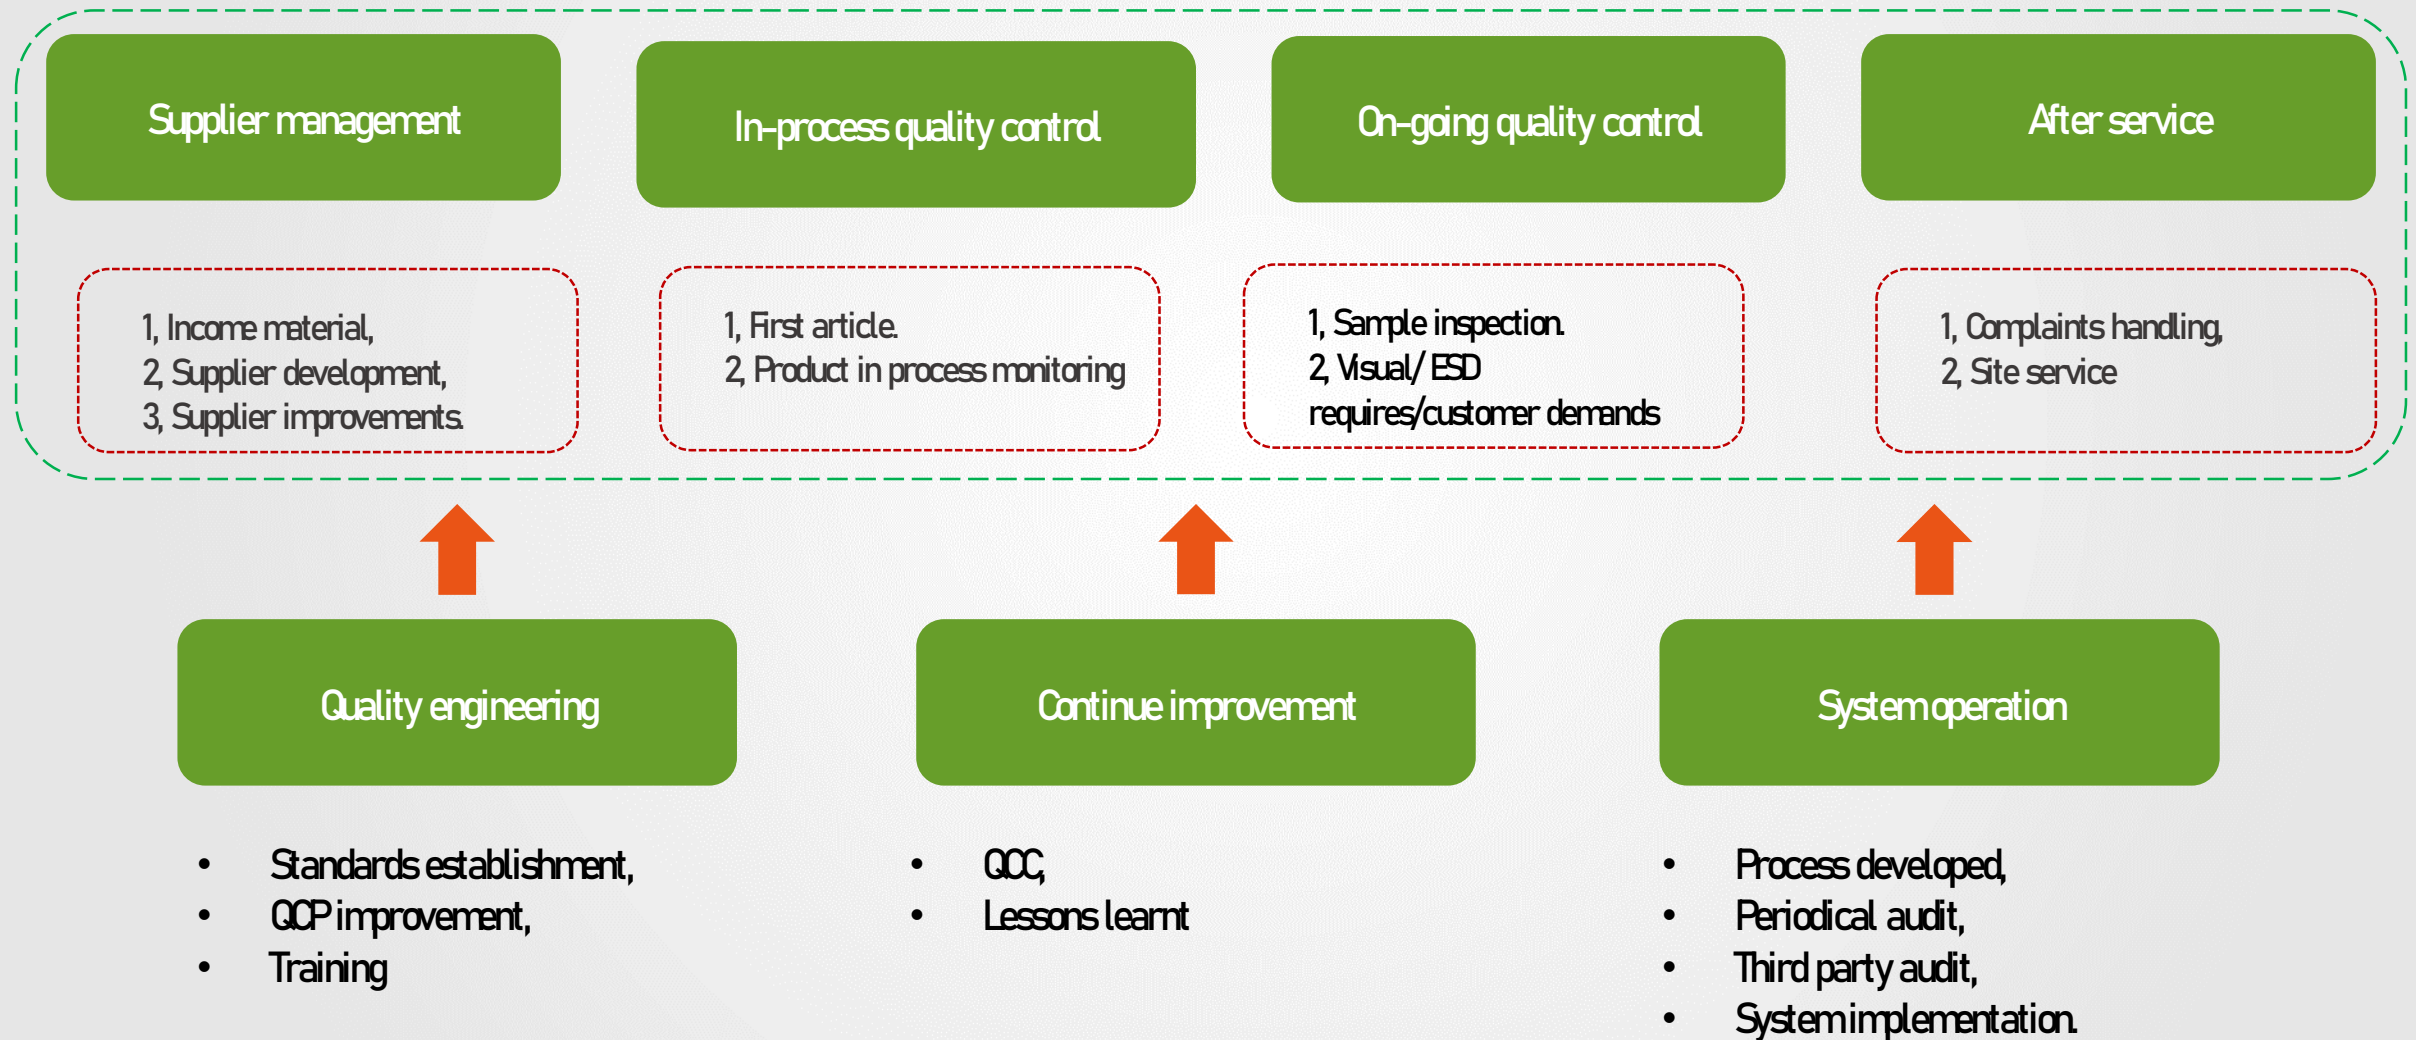 Supplier management
In-process quality control
On-going quality control
After service
1, Income material,
2, Supplier development,
3, Supplier improvements.
1, First article.
2, Product in process monitoring
1, Sample inspection.
2, Visual/ ESD
requires/customer demands
1, Complaints handling,
2, Site service
Quality engineering
Continue improvement
System operation
• Standards establishment,
• QCP improvement,
• Training
• QCC,
• Lessons learnt
• Process developed,
• Periodical audit,
• Third party audit,
• System implementation.